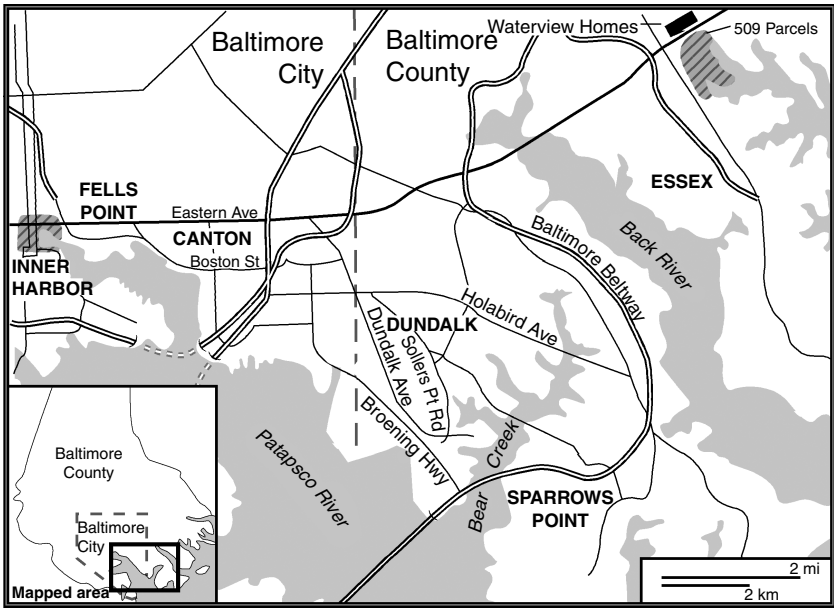 Waterview Homes
509 Parcels
Baltimore
City
Baltimore
County
ESSEX
FELLS
POINT
Eastern Ave
CANTON
Boston St
INNER
HARBOR
Baltimore Beltway
Back River
Holabird Ave
DUNDALK
Dundalk Ave
Sollers Pt Rd
Broening Hwy
Patapsco River
Bear Creek
SPARROWS
POINT
Baltimore
County
Baltimore
City
Mapped area
2 mi
2 km